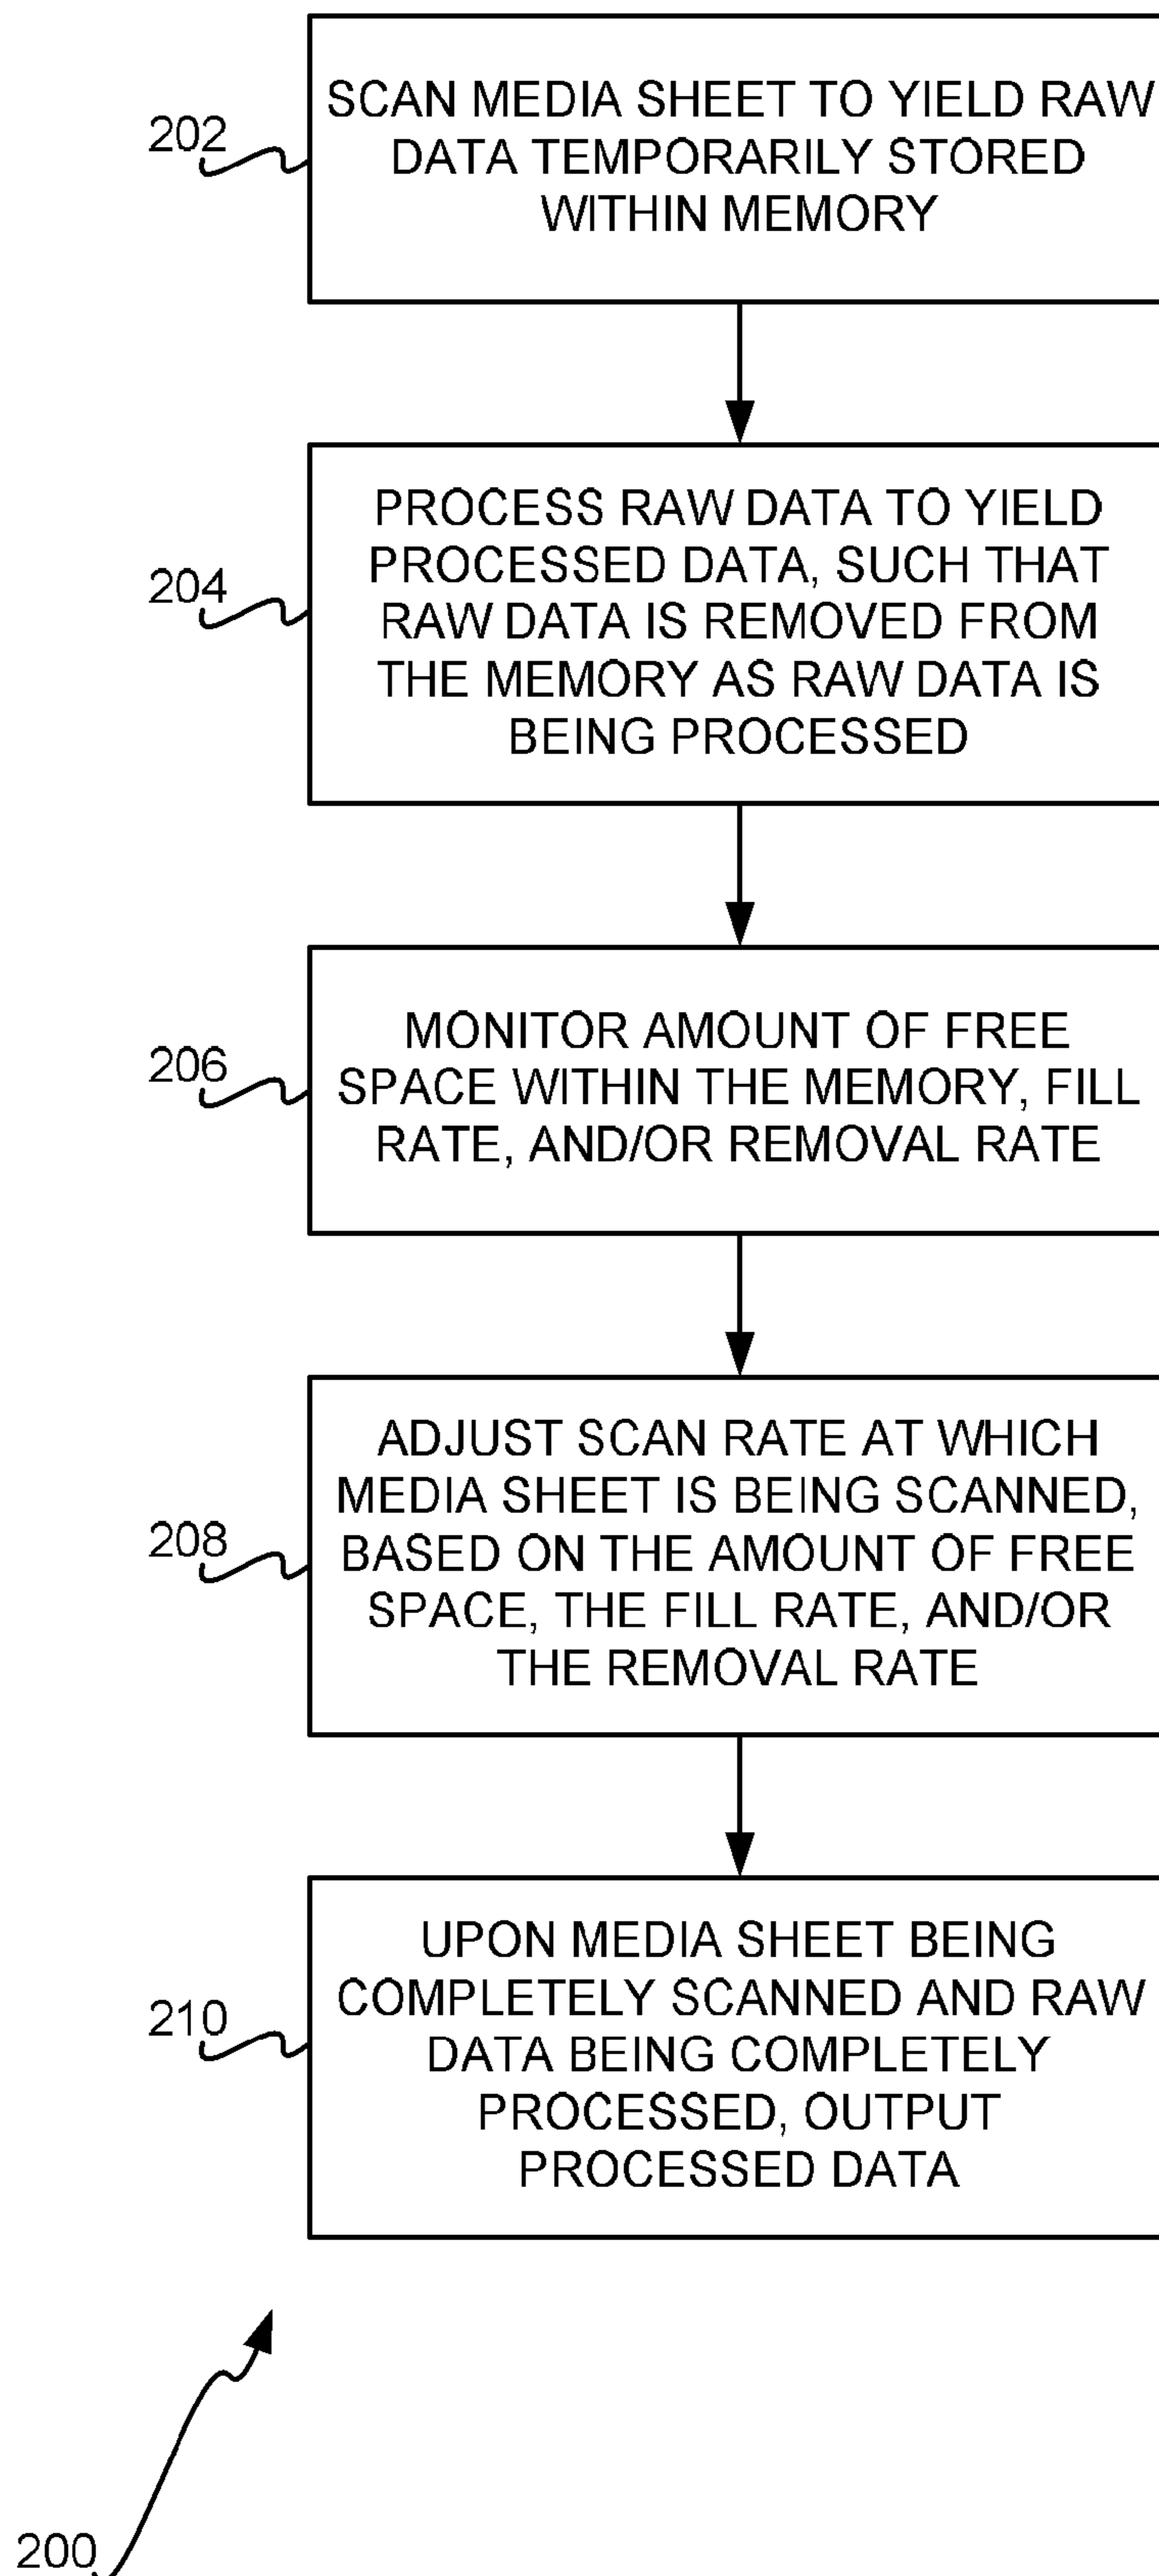 202
SCAN MEDIA SHEET TO YIELD RAW
DATA TEMPORARILY STORED
WITHIN MEMORY
204
PROCESS RAW DATA TO YIELD
PROCESSED DATA, SUCH THAT
RAW DATA IS REMOVED FROM
THE MEMORY AS RAW DATA IS
BEING PROCESSED
206
MONITOR AMOUNT OF FREE
SPACE WITHIN THE MEMORY, FILL
RATE, AND/OR REMOVAL RATE
208
ADJUST SCAN RATE AT WHICH
MEDIA SHEET IS BEING SCANNED,
BASED ON THE AMOUNT OF FREE
SPACE, THE FILL RATE, AND/OR
THE REMOVAL RATE
210
UPON MEDIA SHEET BEING
COMPLETELY SCANNED AND RAW
DATA BEING COMPLETELY
PROCESSED, OUTPUT
PROCESSED DATA
200